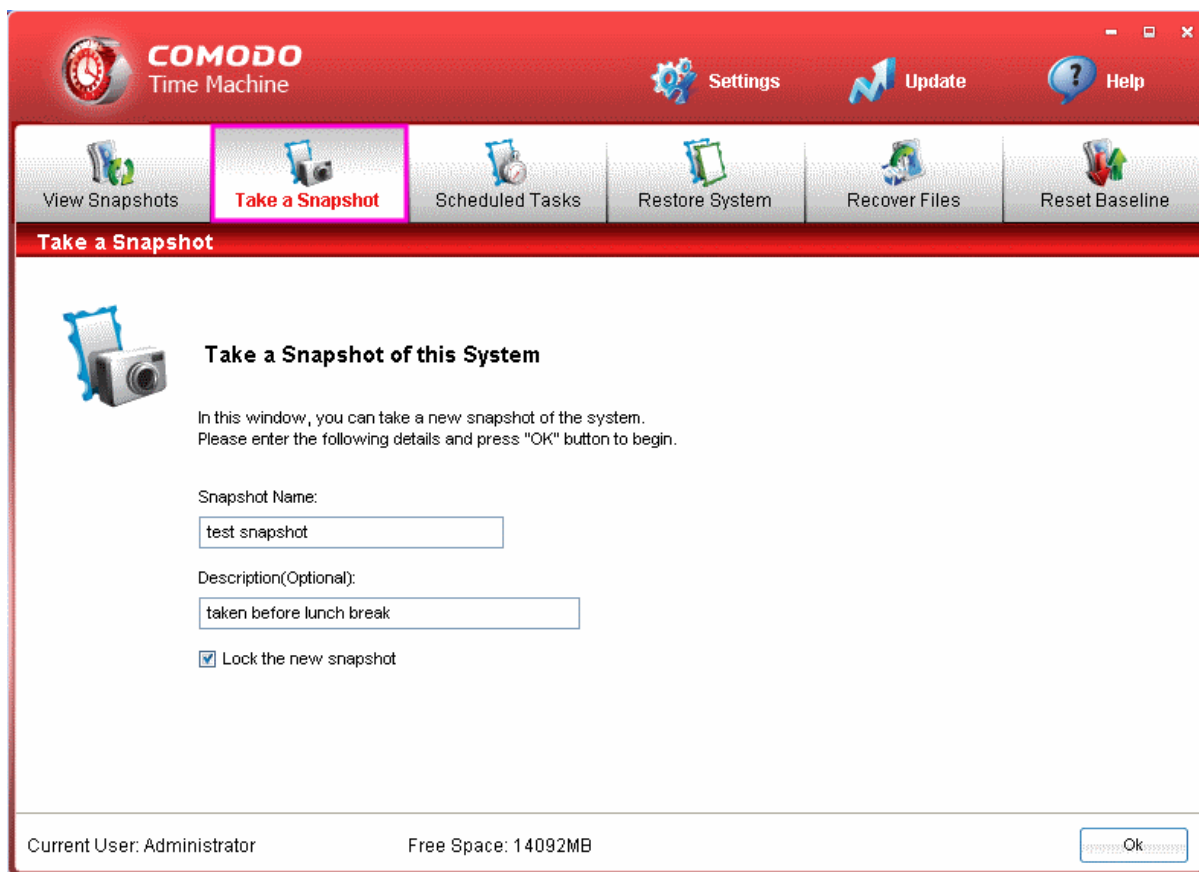 COMODO
Time Machine
Settings
Update
? Help
View Snapshots
Take a Snapshot
Scheduled Tasks
Restore System
Recover Files
Reset Baseline
Take a Snapshot
Take a Snapshot of this System
In this window, you can take a new snapshot of the system.
Please enter the following details and press "OK" button to begin.
Snapshot Name:
test snapshot
Description(Optional):
taken before lunch break
Lock the new snapshot
Current User: Administrator
Free Space: 14092MB
Ok